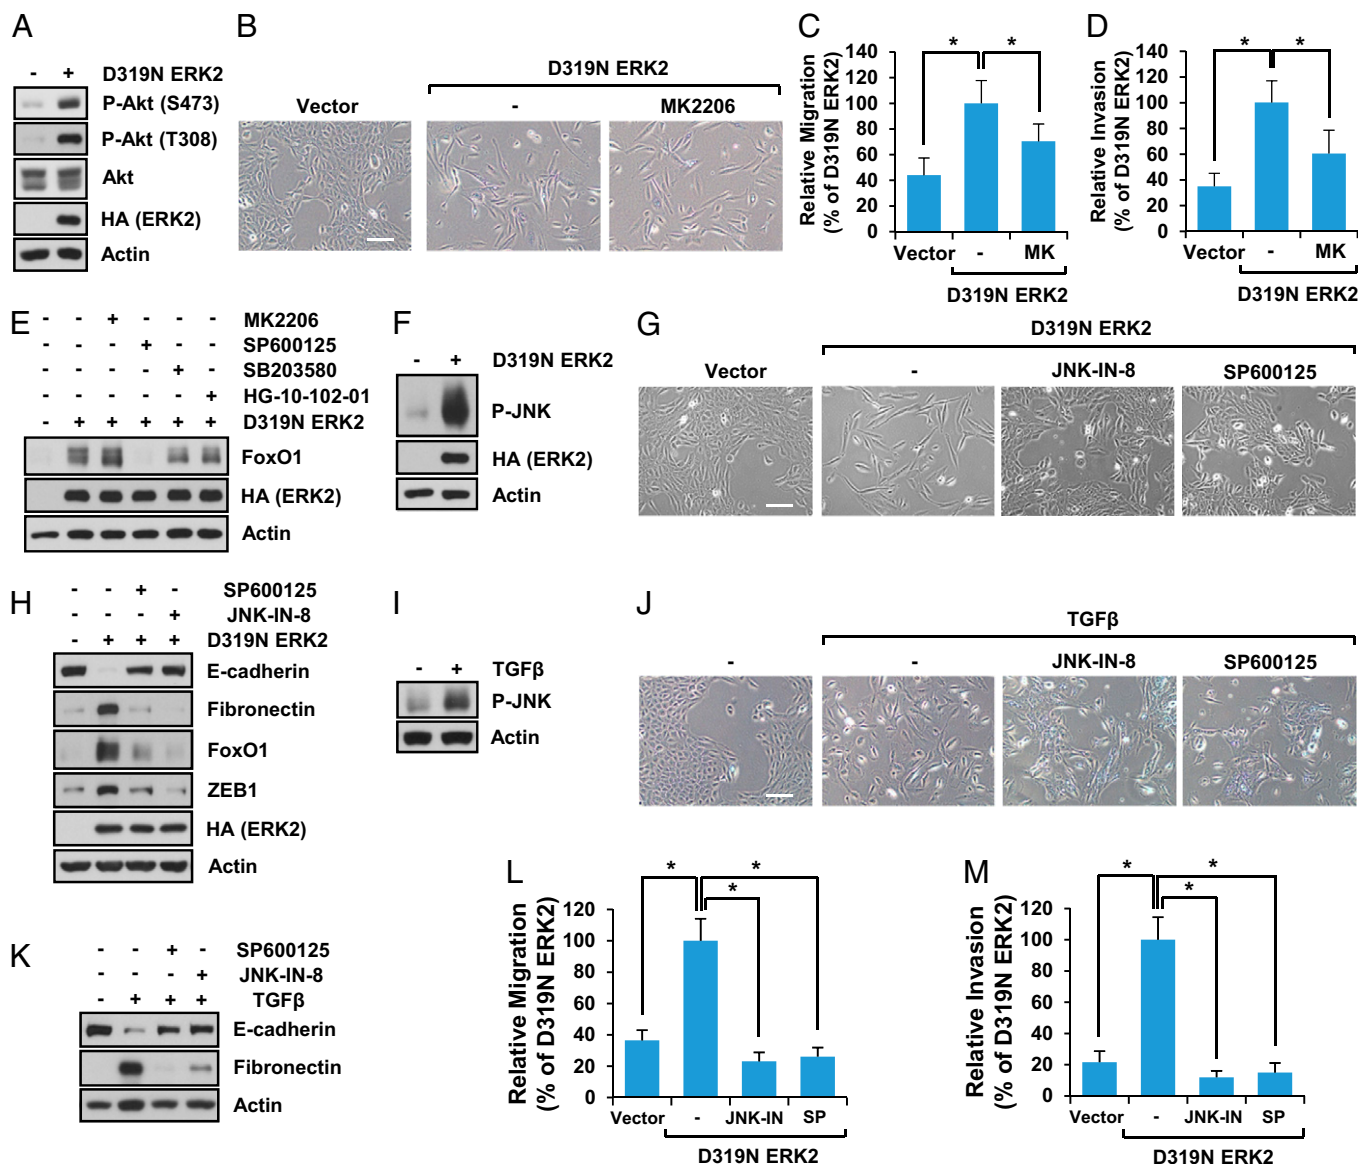 A
- + D319N ERK2
P-Akt (S473)
P-Akt (T308)
Akt
HA (ERK2)
Actin
B
D319N ERK2
Vector - MK2206
C
Relative Migration
(% of D319N ERK2)
140
120
100
80
60
40
20
0
* *
Vector - MK
D319N ERK2
D
Relative Invasion
(% of D319N ERK2)
140
120
100
80
60
40
20
0
* *
Vector - MK
D319N ERK2
E
- - + - - - MK2206
- - - + - - SP600125
- - - - + - SB203580
- - - - - + HG-10-102-01
- + + + + + D319N ERK2
FoxO1
HA (ERK2)
Actin
F
- + D319N ERK2
P-JNK
HA (ERK2)
Actin
G
D319N ERK2
Vector - JNK-IN-8 SP600125
H
- - + - SP600125
- - - + JNK-IN-8
- + + + D319N ERK2
E-cadherin
Fibronectin
FoxO1
ZEB1
HA (ERK2)
Actin
I
- + TGFβ
P-JNK
Actin
J
TGFβ
- - JNK-IN-8 SP600125
K
- - + - SP600125
- - - + JNK-IN-8
- + + + TGFβ
E-cadherin
Fibronectin
Actin
L
Relative Migration
(% of D319N ERK2)
120
100
80
60
40
20
0
* * *
Vector - JNK-IN SP
D319N ERK2
M
Relative Invasion
(% of D319N ERK2)
120
100
80
60
40
20
0
* * *
Vector - JNK-IN SP
D319N ERK2